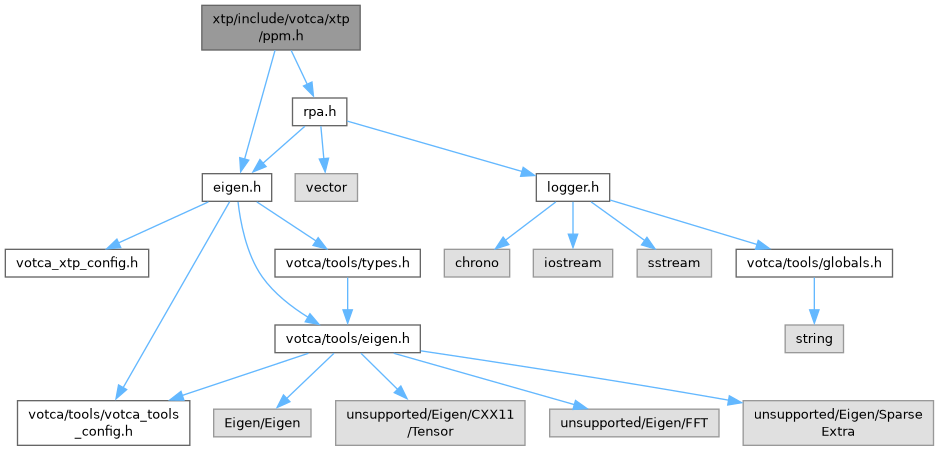 xtp/include/votca/xtp
/ppm.h
rpa.h
eigen.h
vector
logger.h
votca_xtp_config.h
votca/tools/types.h
chrono
iostream
sstream
votca/tools/globals.h
votca/tools/eigen.h
string
votca/tools/votca_tools
_config.h
Eigen/Eigen
unsupported/Eigen/CXX11
/Tensor
unsupported/Eigen/FFT
unsupported/Eigen/Sparse
Extra